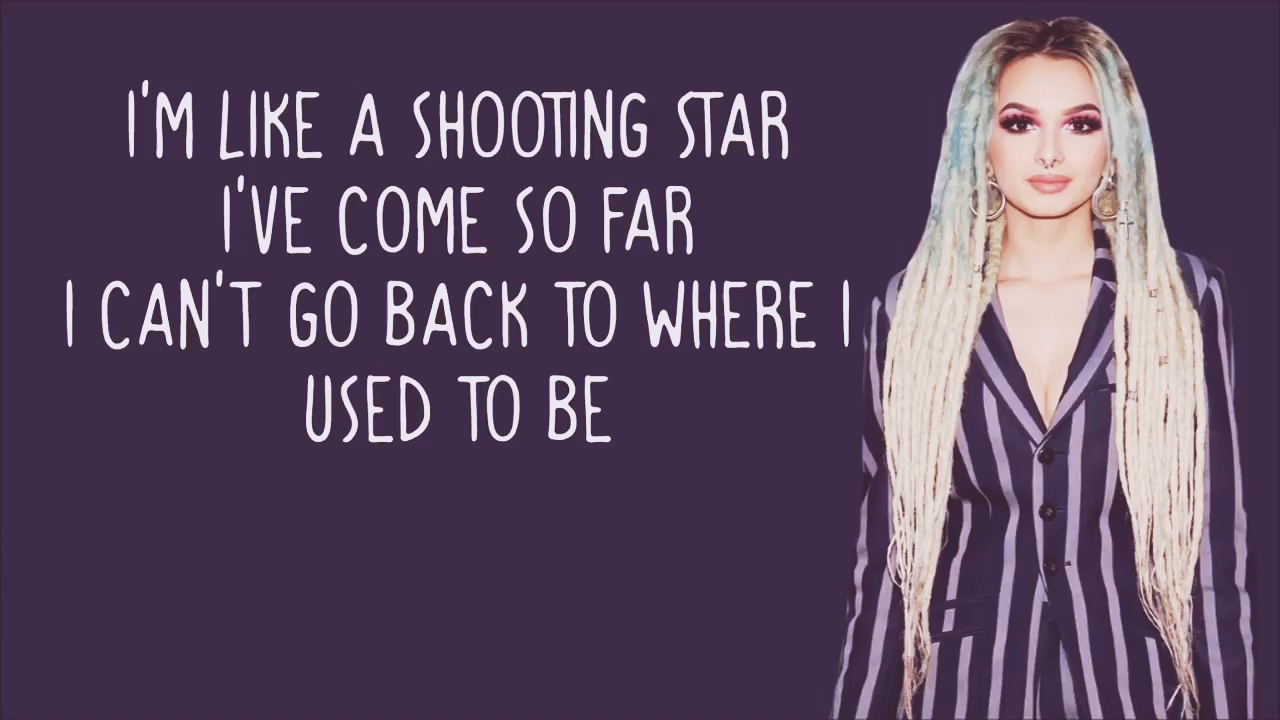 I'M LIKE A SHOOTING STAR
I'VE COME SO FAR
I CAN'T GO BACK TO WHERE I
USED TO BE